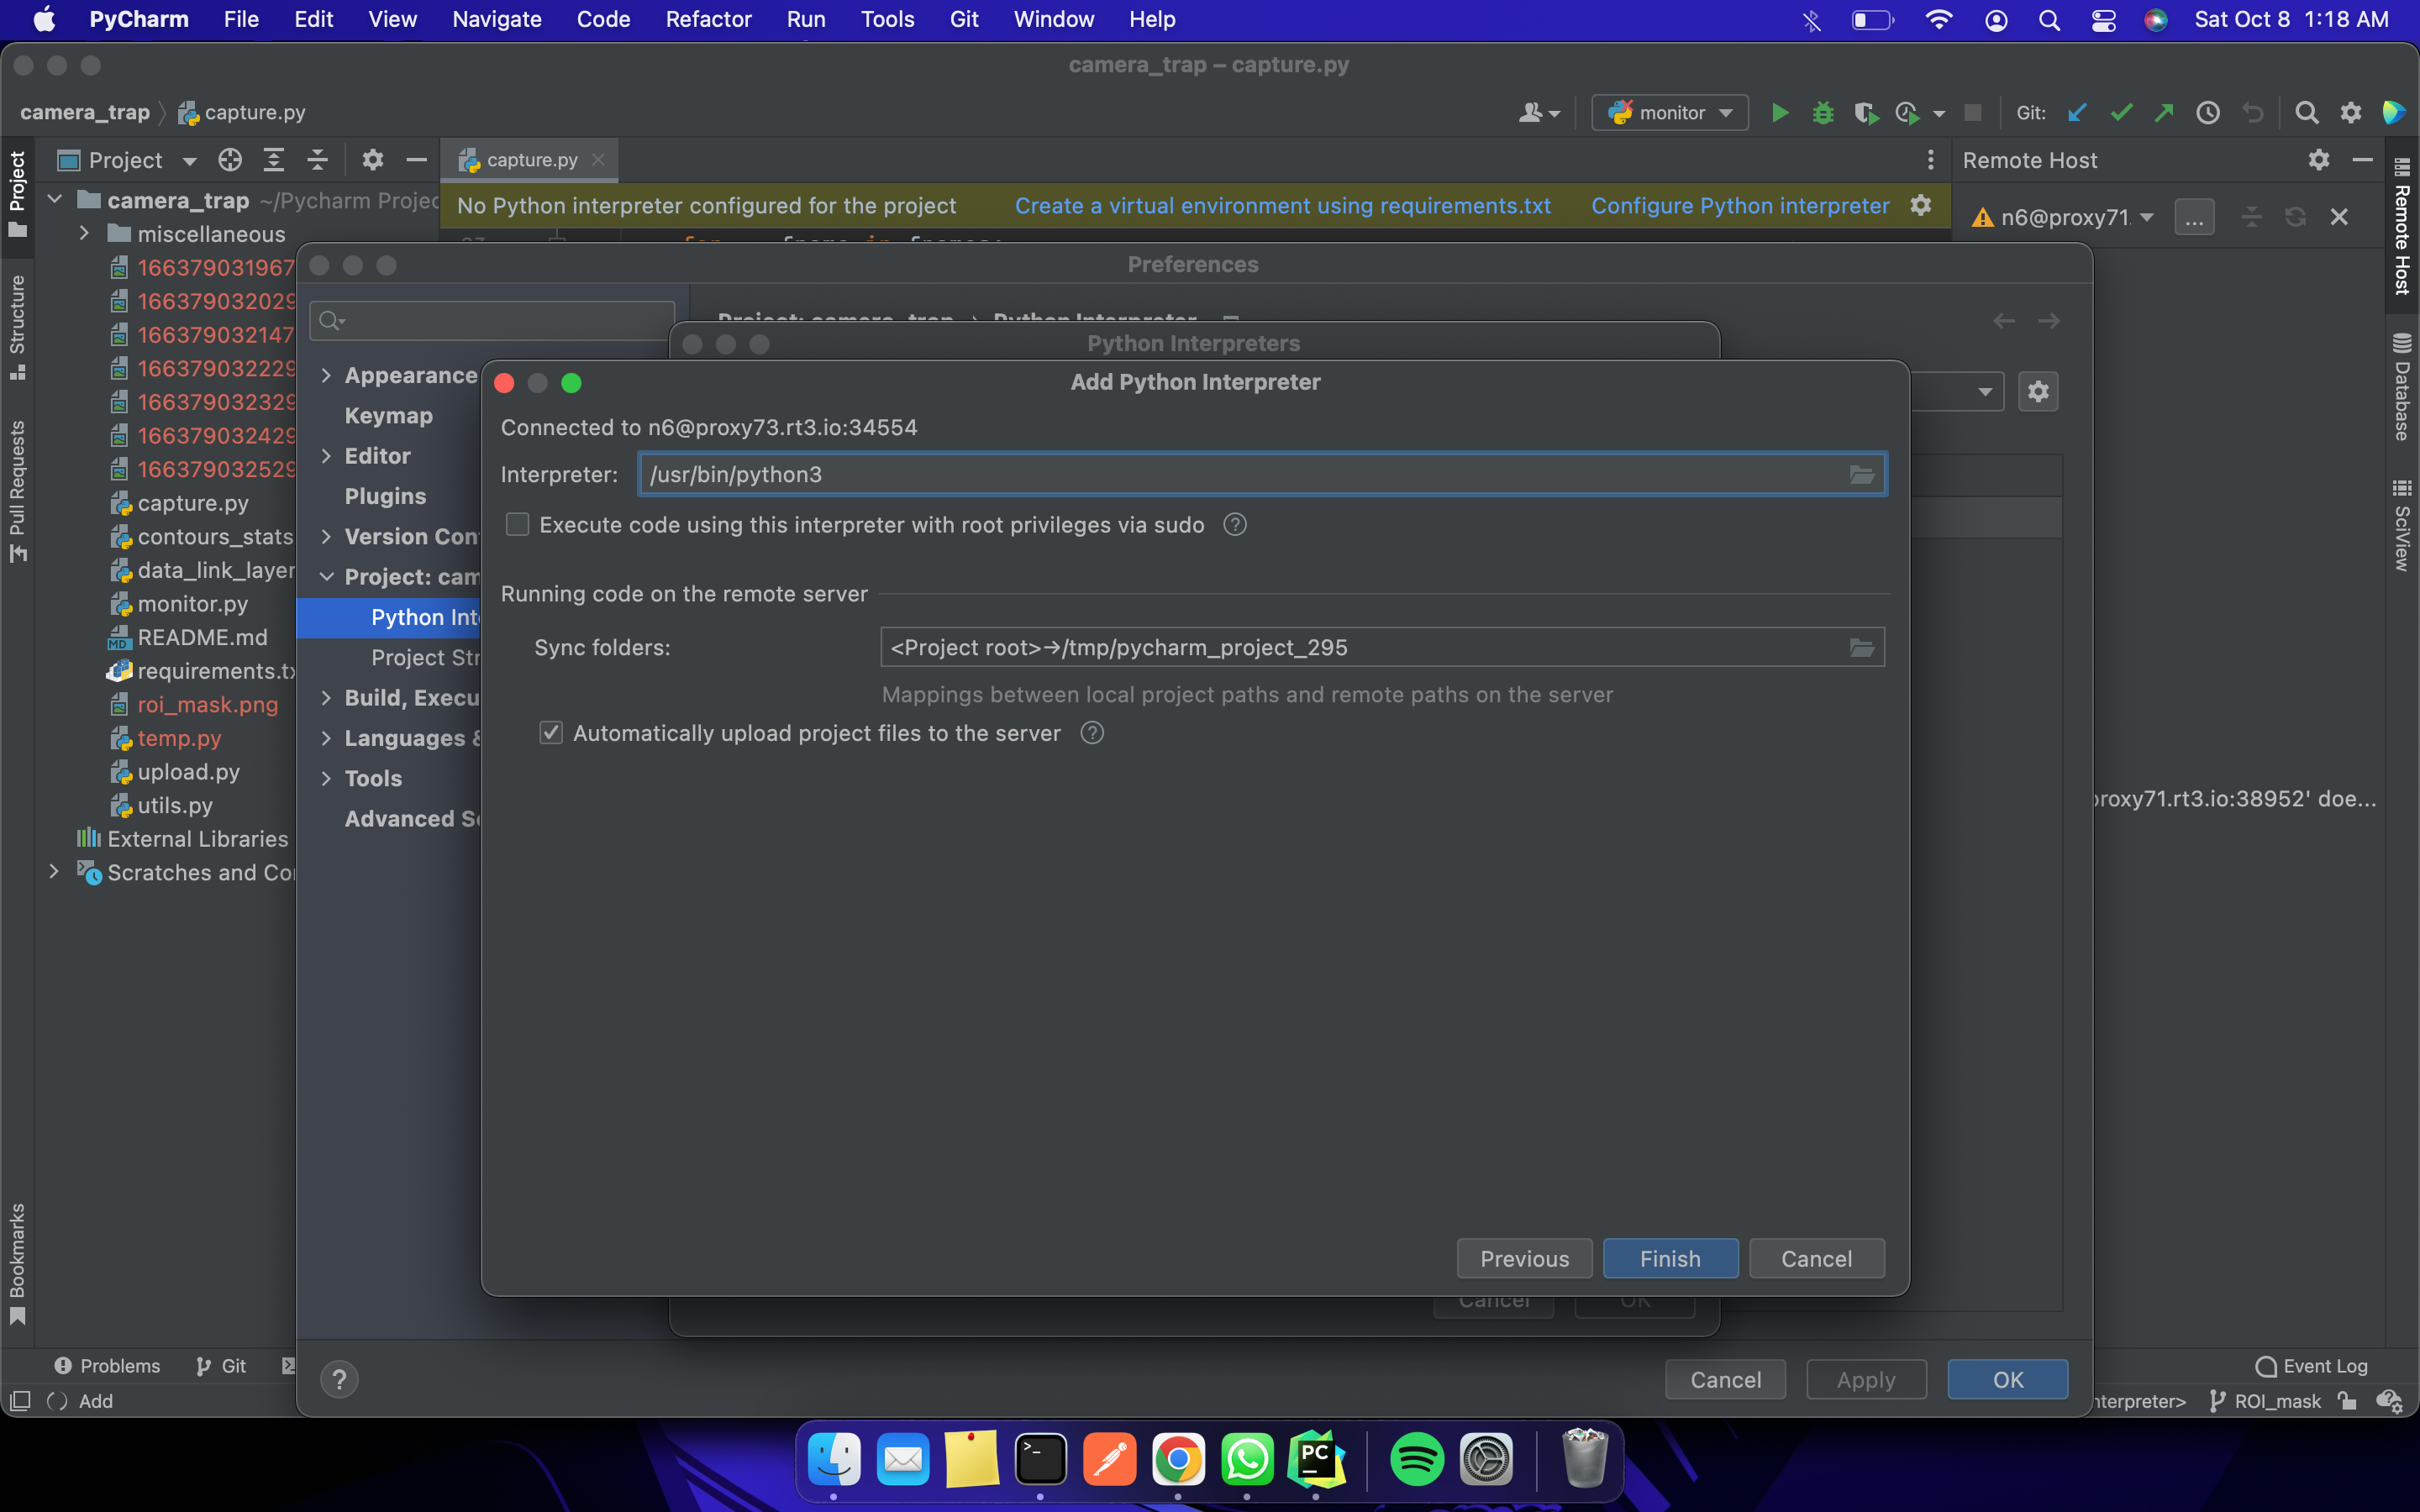 PyCharm File Edit View Navigate Code Refactor Run Tools Git Window Help Sat Oct 8 1:18 AM
camera_trap – capture.py
camera_trap capture.py monitor Git:
Project capture.py Remote Host
camera_trap ~/Pycharm Projec
No Python interpreter configured for the project Create a virtual environment using requirements.txt Configure Python interpreter
n6@proxy71. ...
miscellaneous
166379031967
166379032029
166379032147
166379032229
166379032329
166379032429
166379032529
capture.py
contours_stats
data_link_layer
monitor.py
README.md
requirements.tx
roi_mask.png
temp.py
upload.py
utils.py
External Libraries
Scratches and Co
Project
Structure
Pull Requests
Bookmarks
Remote Host
Database
SciView
Preferences
Project: camera_trap › Python Interpreter
Appearance
Keymap
Editor
Plugins
Version Con
Project: cam
Python Int
Project Str
Build, Execu
Languages &
Tools
Advanced Se
Python Interpreters
Add Python Interpreter
Connected to n6@proxy73.rt3.io:34554
Interpreter: /usr/bin/python3
Execute code using this interpreter with root privileges via sudo ?
Running code on the remote server
Sync folders: <Project root>→/tmp/pycharm_project_295
Mappings between local project paths and remote paths on the server
Automatically upload project files to the server ?
roxy71.rt3.io:38952' doe...
Previous Finish Cancel
Cancel OK
? Cancel Apply OK
Problems Git Event Log
Add nterpreter> ROI_mask
PC